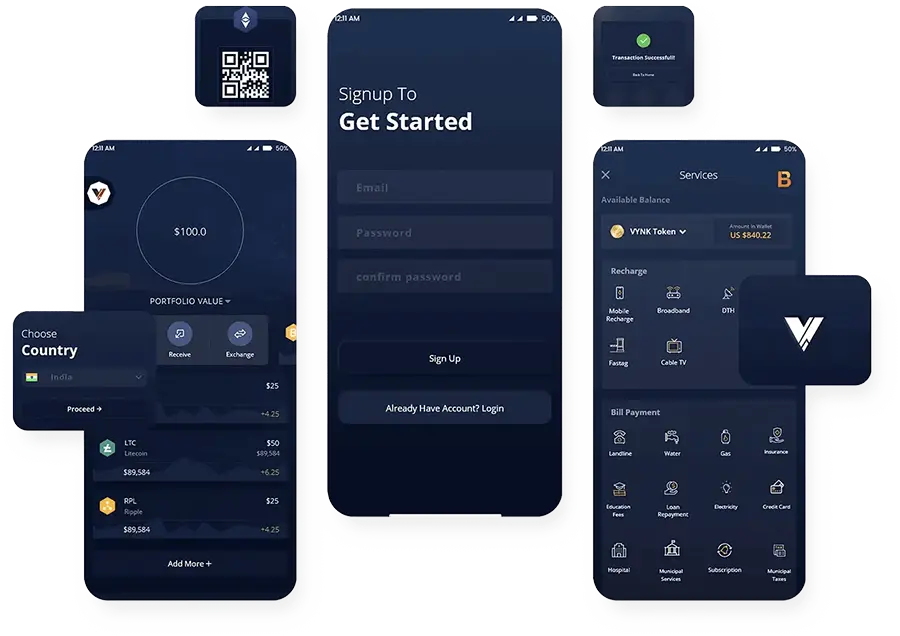 12:11 AM
50%
Signup To
Get Started
Email
Password
confirm password
Sign Up
Already Have Account? Login
Transaction Successful!!
Back To Home
12:11 AM
50%
$100.0
PORTFOLIO VALUE
Receive
Exchange
$25
+4.25
LTC
$50
Litecoin
$89,584
$89,584
+6.25
RPL
$25
Ripple
$89,584
+4.25
Add More +
Choose
Country
India
Proceed →
12:11 AM
50%
Services
Available Balance
VYNK Token
Amount in Wallet
US $840.22
Recharge
Mobile
Recharge
Broadband
DTH
Fastag
Cable TV
Bill Payment
Landline
Water
Gas
Insurance
Education
Fees
Loan
Repayment
Electricity
Credit Card
Hospital
Municipal
Services
Subscription
Municipal
Taxes